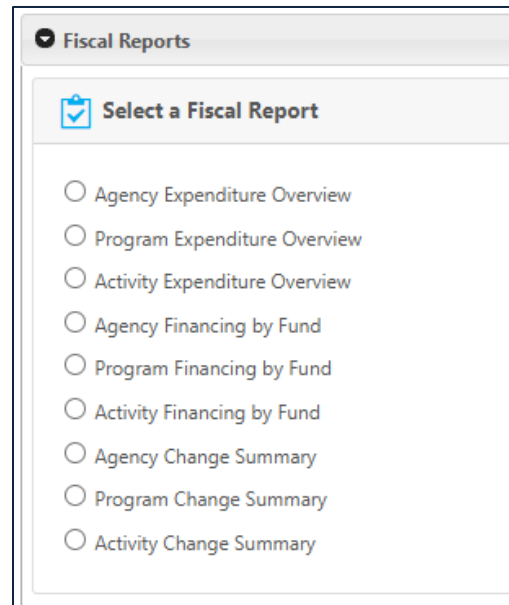 Fiscal Reports
Select a Fiscal Report
Agency Expenditure Overview
Program Expenditure Overview
Activity Expenditure Overview
Agency Financing by Fund
Program Financing by Fund
Activity Financing by Fund
Agency Change Summary
Program Change Summary
Activity Change Summary